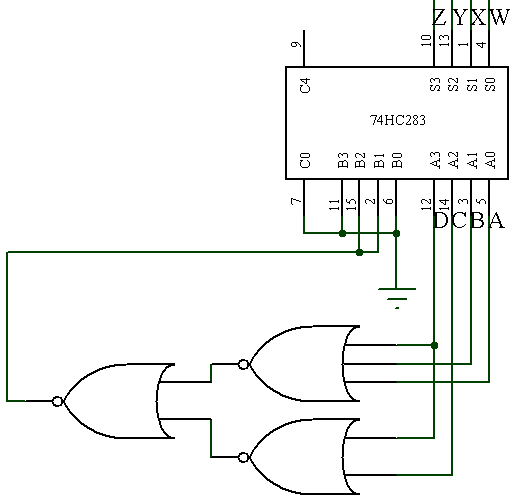 Z Y X W
9 10 13 1 4
C4 S3 S2 S1 S0
74HC283
C0 B3 B2 B1 B0 A3 A2 A1 A0
7 11 15 2 6 12 14 3 5
D C B A